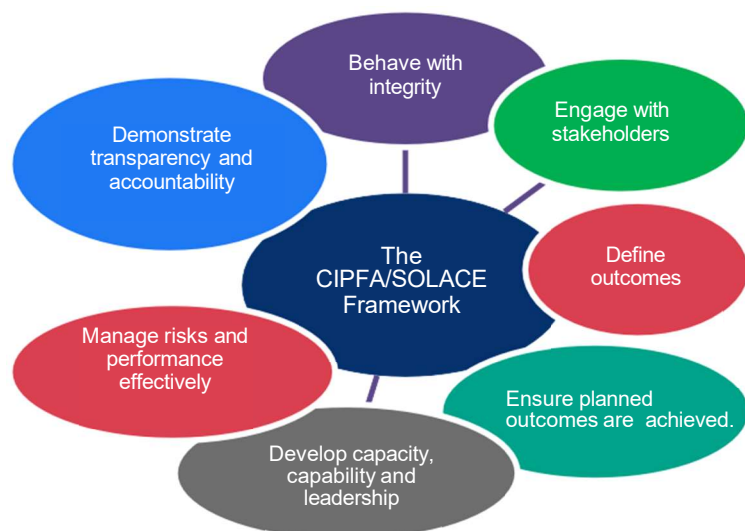 Behave with
integrity
Engage with
stakeholders
Define
outcomes
Ensure planned
outcomes are achieved.
Develop capacity,
capability and
leadership
Manage risks and
performance
effectively
Demonstrate
transparency and
accountability
The
CIPFA/SOLACE
Framework